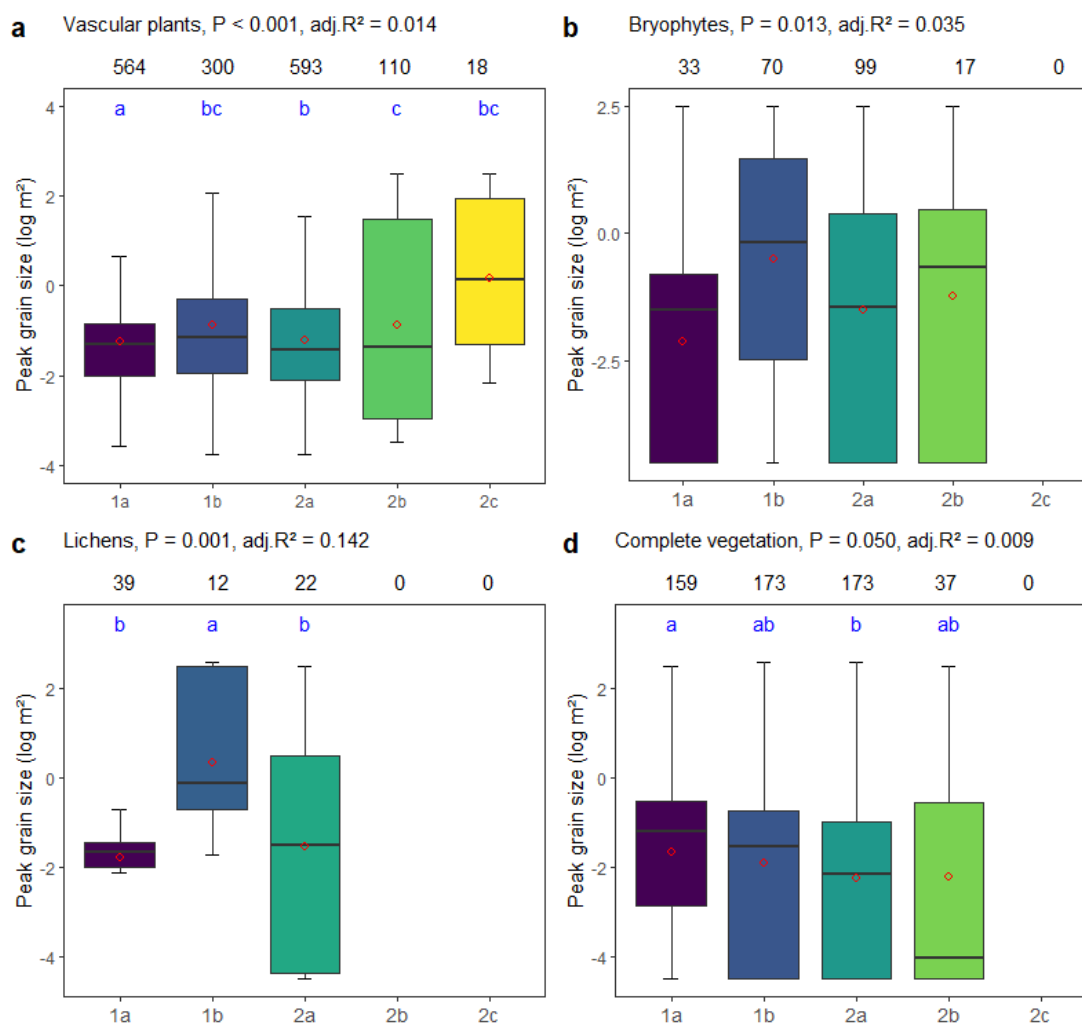 a Vascular plants, P < 0.001, adj.R² = 0.014
564 300 593 110 18
a bc b c bc
4
2
0
-2
-4
Peak grain size (log m²)
1a 1b 2a 2b 2c
b Bryophytes, P = 0.013, adj.R² = 0.035
33 70 99 17 0
2.5
0.0
-2.5
Peak grain size (log m²)
1a 1b 2a 2b 2c
c Lichens, P = 0.001, adj.R² = 0.142
39 12 22 0 0
b a b
2
0
-2
-4
Peak grain size (log m²)
1a 1b 2a 2b 2c
d Complete vegetation, P = 0.050, adj.R² = 0.009
159 173 173 37 0
a ab b ab
2
0
-2
-4
Peak grain size (log m²)
1a 1b 2a 2b 2c